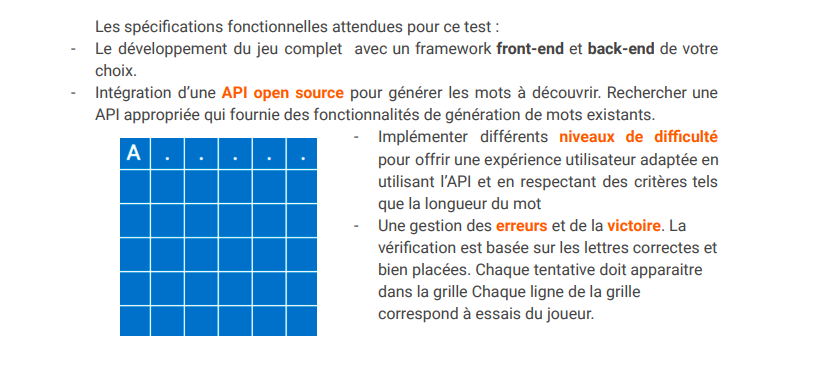 Les spécifications fonctionnelles attendues pour ce test :
- Le développement du jeu complet avec un framework front-end et back-end de votre
choix.
- Intégration d'une API open source pour générer les mots à découvrir. Rechercher une
API appropriée qui fournie des fonctionnalités de génération de mots existants.
A . . . . .
- Implémenter différents niveaux de difficulté
pour offrir une expérience utilisateur adaptée en
utilisant l'API et en respectant des critères tels
que la longueur du mot
- Une gestion des erreurs et de la victoire. La
vérification est basée sur les lettres correctes et
bien placées. Chaque tentative doit apparaitre
dans la grille Chaque ligne de la grille
correspond à essais du joueur.